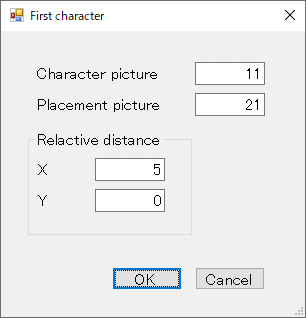 First character
Character picture 11
Placement picture 21
Relactive distance
X 5
Y 0
OK Cancel